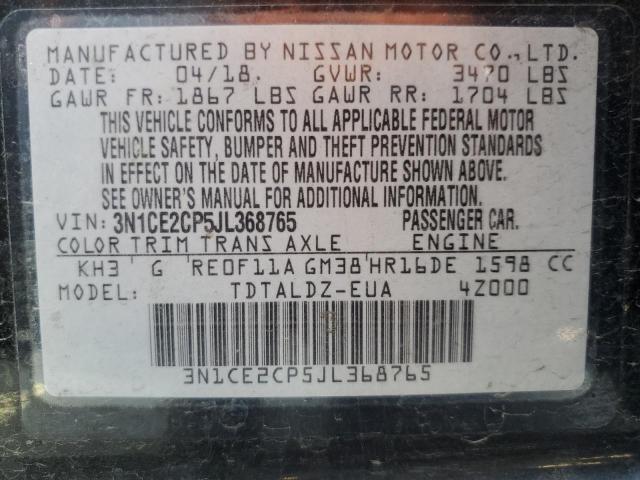 MANUFACTURED BY NISSAN MOTOR CO., LTD.
DATE: 04/18. GVWR: 3470 LBS
GAWR FR: 1867 LBS GAWR RR: 1704 LBS
THIS VEHICLE CONFORMS TO ALL APPLICABLE FEDERAL MOTOR
VEHICLE SAFETY, BUMPER AND THEFT PREVENTION STANDARDS
IN EFFECT ON THE DATE OF MANUFACTURE SHOWN ABOVE.
SEE OWNER'S MANUAL FOR ADDITIONAL INFORMATION.
VIN: 3N1CE2CP5JL368765 PASSENGER CAR.
COLOR TRIM TRANS AXLE ENGINE
KH3 G RE0F11A GM38 HR16DE 1598 CC
MODEL: TDTALDZ-EUA 4Z000
3N1CE2CP5JL368765